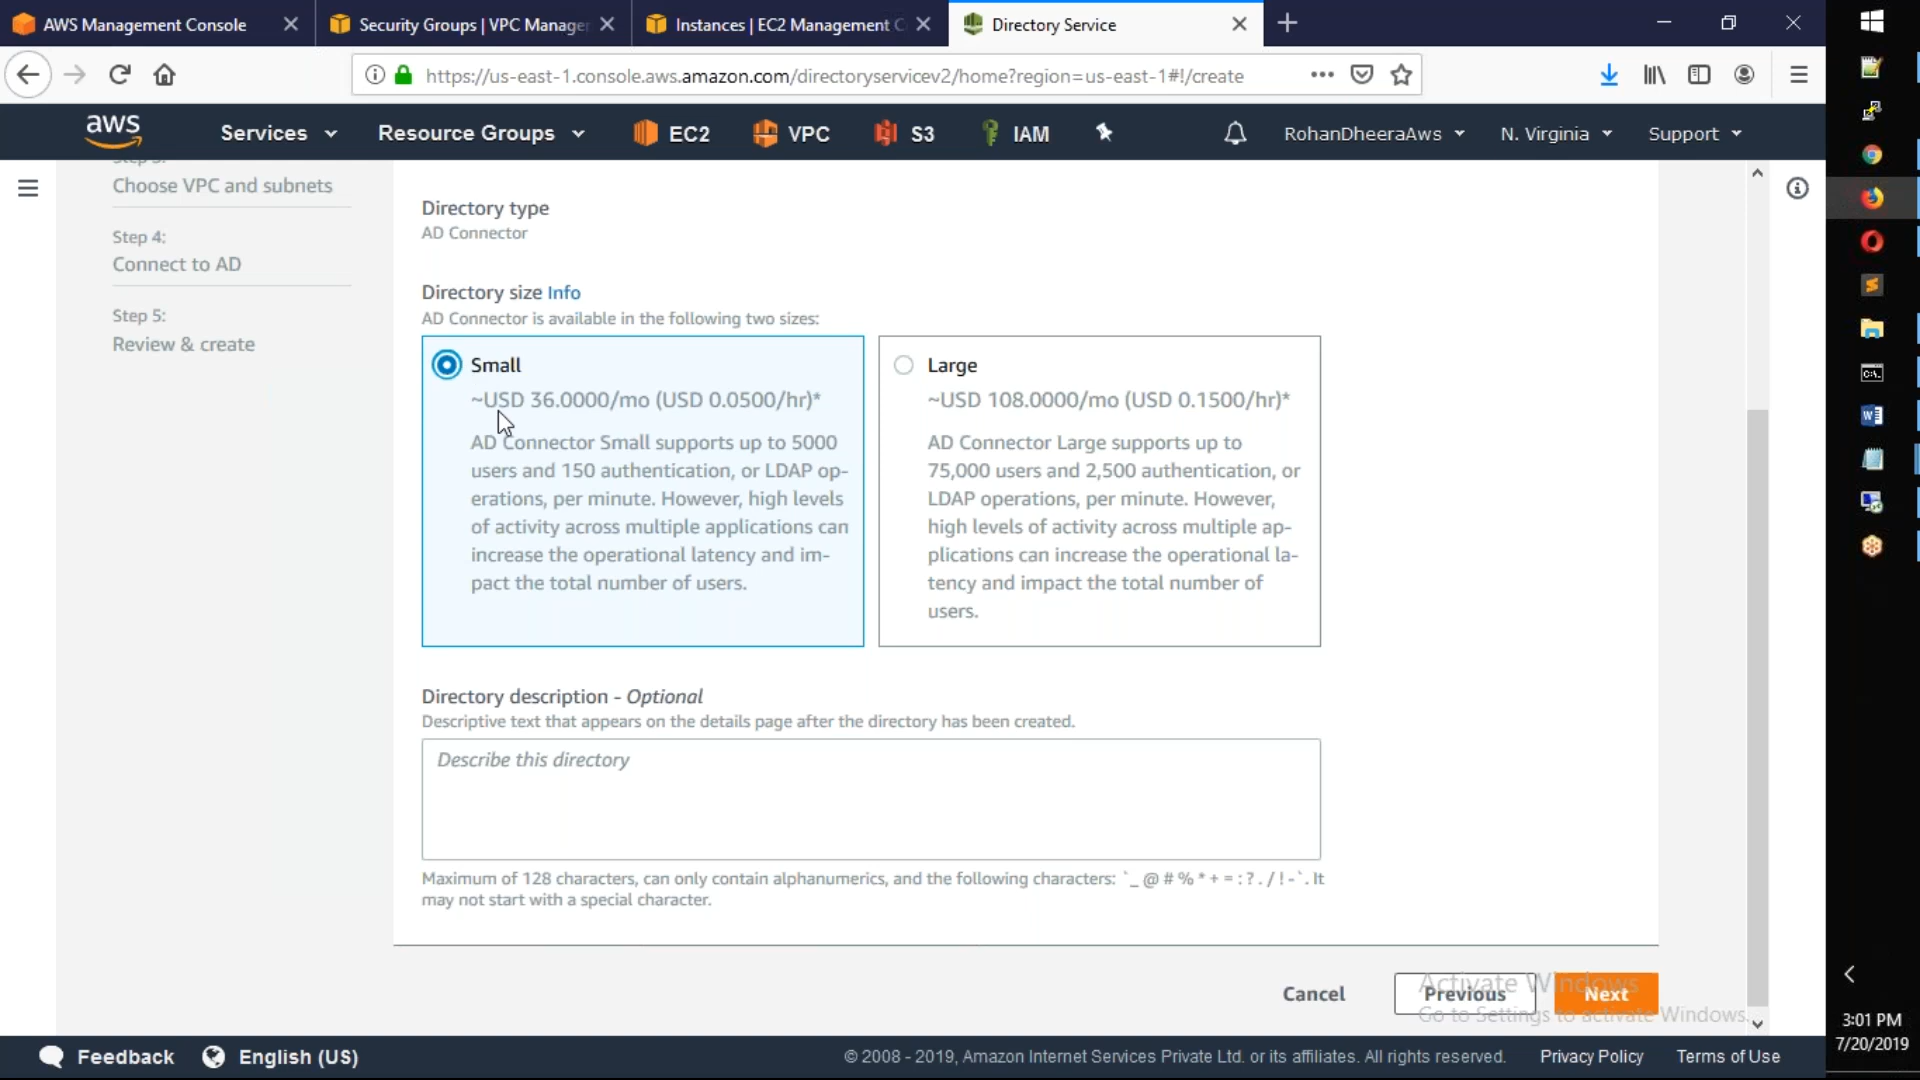 AWS Management Console
Security Groups | VPC Manage
Instances | EC2 Management C
Directory Service
https://us-east-1.console.aws.amazon.com/directoryservicev2/home?region=us-east-1#!/create
aws
Services
Resource Groups
EC2
VPC
S3
IAM
RohanDheeraAws
N. Virginia
Support
Choose VPC and subnets
Step 4:
Connect to AD
Step 5:
Review & create
Directory type
AD Connector
Directory size Info
AD Connector is available in the following two sizes:
Small
~USD 36.0000/mo (USD 0.0500/hr)*
AD Connector Small supports up to 5000
users and 150 authentication, or LDAP op-
erations, per minute. However, high levels
of activity across multiple applications can
increase the operational latency and im-
pact the total number of users.
Large
~USD 108.0000/mo (USD 0.1500/hr)*
AD Connector Large supports up to
75,000 users and 2,500 authentication, or
LDAP operations, per minute. However,
high levels of activity across multiple ap-
plications can increase the operational la-
tency and impact the total number of
users.
Directory description - Optional
Descriptive text that appears on the details page after the directory has been created.
Describe this directory
Maximum of 128 characters, can only contain alphanumerics, and the following characters: `_ @ # % * + = : ? . / ! - `. It
may not start with a special character.
Cancel
Previous
Next
Activate Windows
Go to Settings to activate Windows.
Feedback
English (US)
© 2008 - 2019, Amazon Internet Services Private Ltd. or its affiliates. All rights reserved.
Privacy Policy
Terms of Use
3:01 PM
7/20/2019